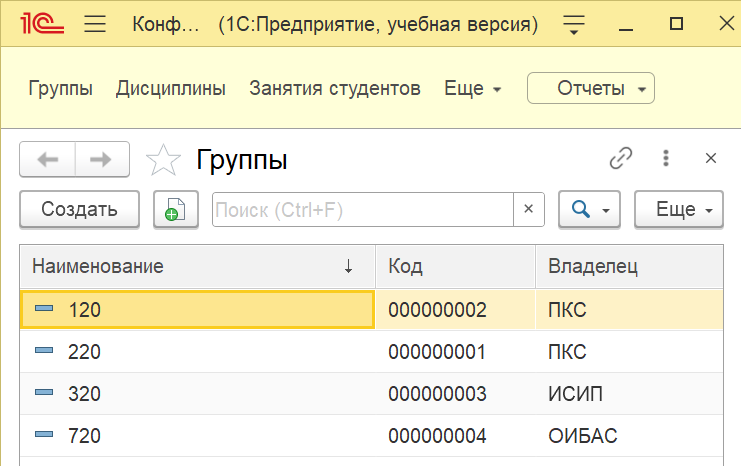 1С Конф... (1С:Предприятие, учебная версия)
Группы Дисциплины Занятия студентов Еще Отчеты
Группы
Создать Поиск (Ctrl+F) × Еще
Наименование ↓ Код Владелец
120 000000002 ПКС
220 000000001 ПКС
320 000000003 ИСИП
720 000000004 ОИБАС